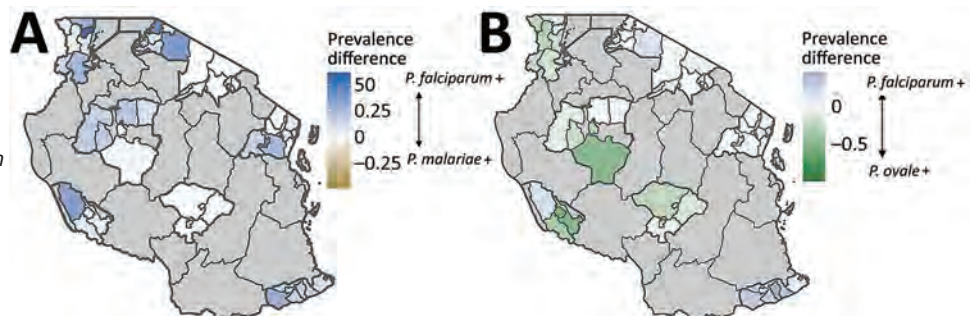 A
Prevalence
difference
50
0.25
0
−0.25
P. falciparum +
P. malariae +
B
Prevalence
difference
0
−0.5
P. falciparum +
P. ovale +